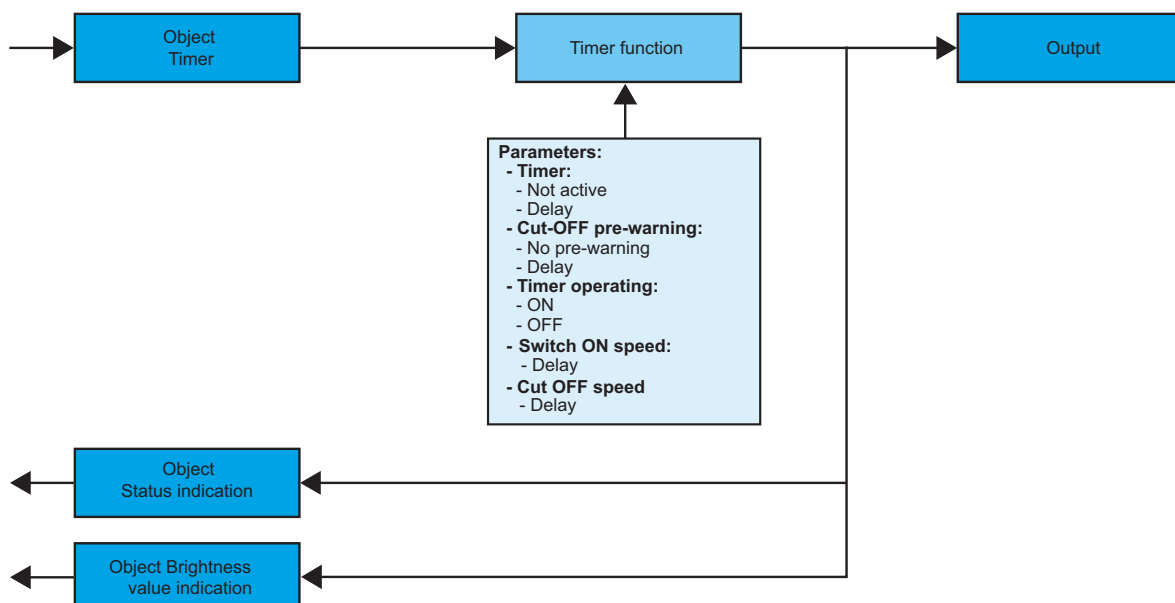 Object
Timer
Timer function
Output
Parameters:
- Timer:
- Not active
- Delay
- Cut-OFF pre-warning:
- No pre-warning
- Delay
- Timer operating:
- ON
- OFF
- Switch ON speed:
- Delay
- Cut OFF speed
- Delay
Object
Status indication
Object Brightness
value indication